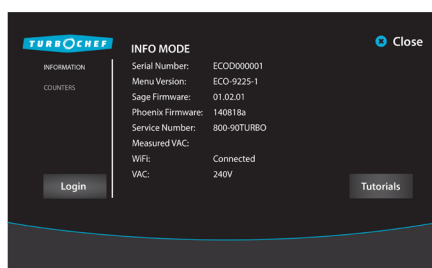 TURBOCHEF
INFO MODE
Close
INFORMATION
COUNTERS
Serial Number: ECOD000001
Menu Version: ECO-9225-1
Sage Firmware: 01.02.01
Phoenix Firmware: 140818a
Service Number: 800-90TURBO
Measured VAC:
WiFi: Connected
VAC: 240V
Login
Tutorials